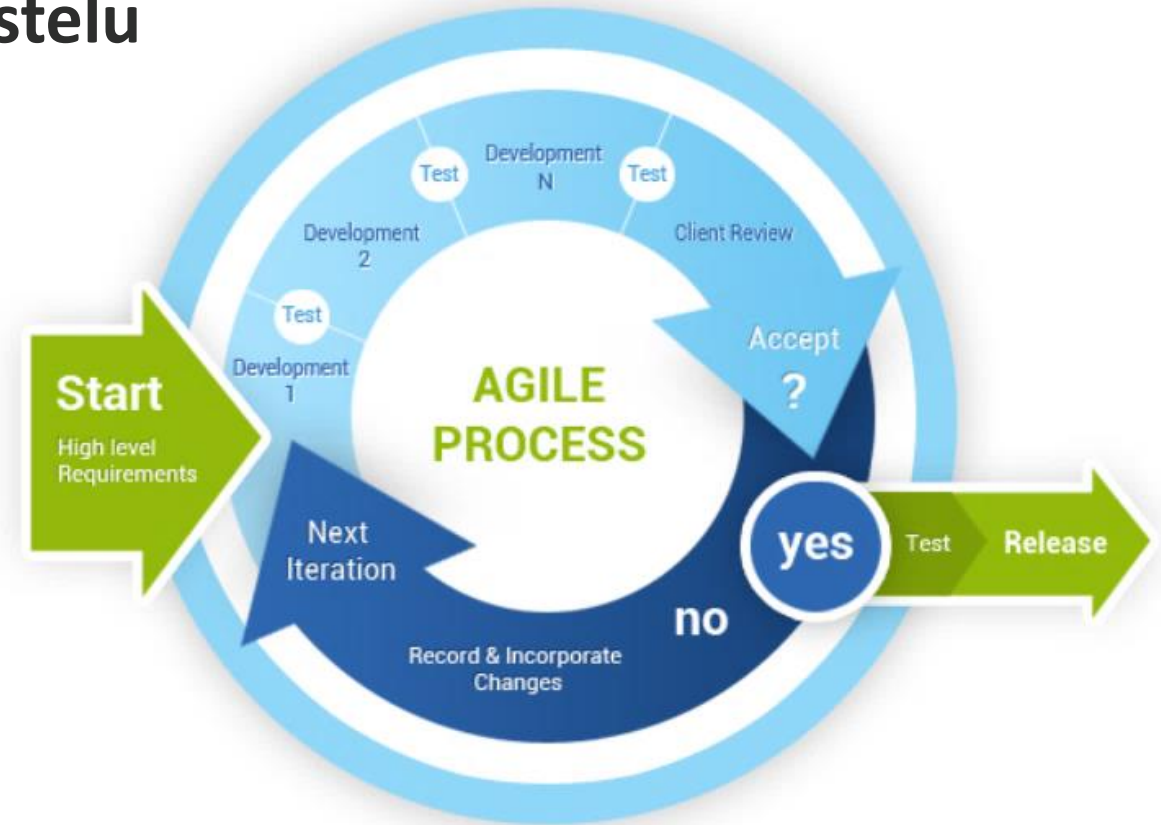 stelu
Start
High level
Requirements
Development
1
Test
Development
2
Test
Development
N
Test
Client Review
Accept
?
AGILE
PROCESS
yes
Test
Release
no
Record & Incorporate
Changes
Next
Iteration